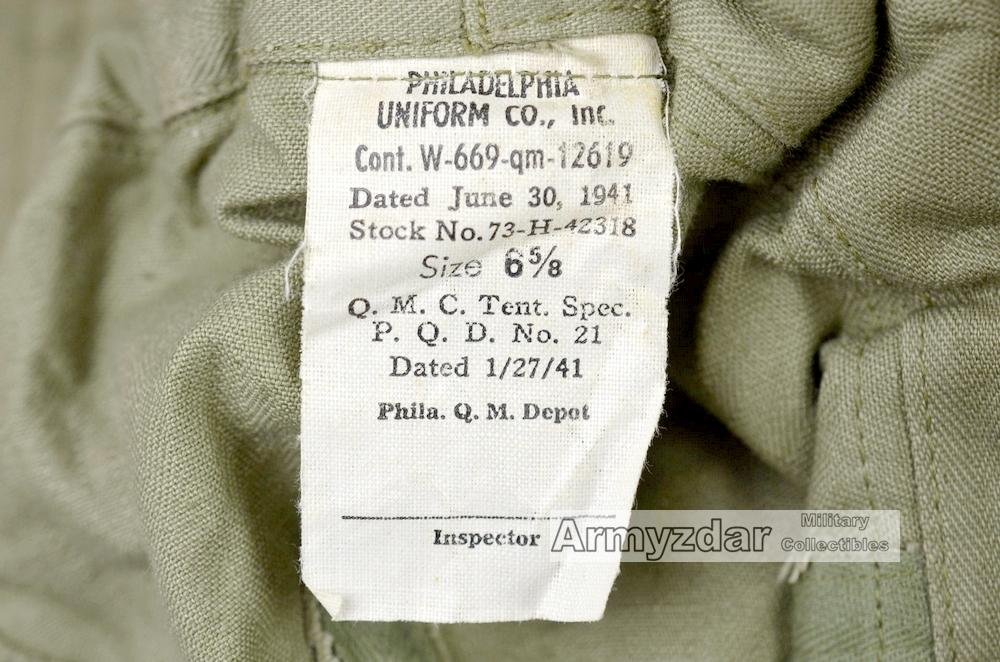 PHILADELPHIA
UNIFORM CO., Inc.
Cont. W-669-qm-12619
Dated June 30, 1941
Stock No. 73-H-42318
Size 6⅝
Q. M. C. Tent. Spec.
P. Q. D. No. 21
Dated 1/27/41
Phila. Q. M. Depot
Inspector
Armyzdar Military
Collectibles